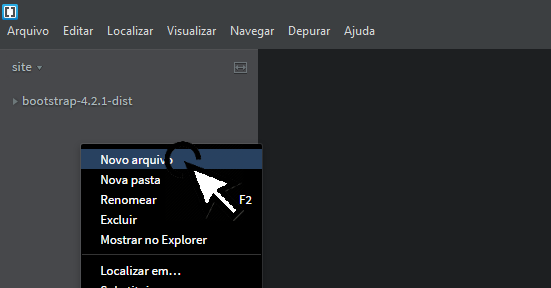 Arquivo Editar Localizar Visualizar Navegar Depurar Ajuda
site
bootstrap-4.2.1-dist
Novo arquivo
Nova pasta
Renomear F2
Excluir
Mostrar no Explorer
Localizar em...